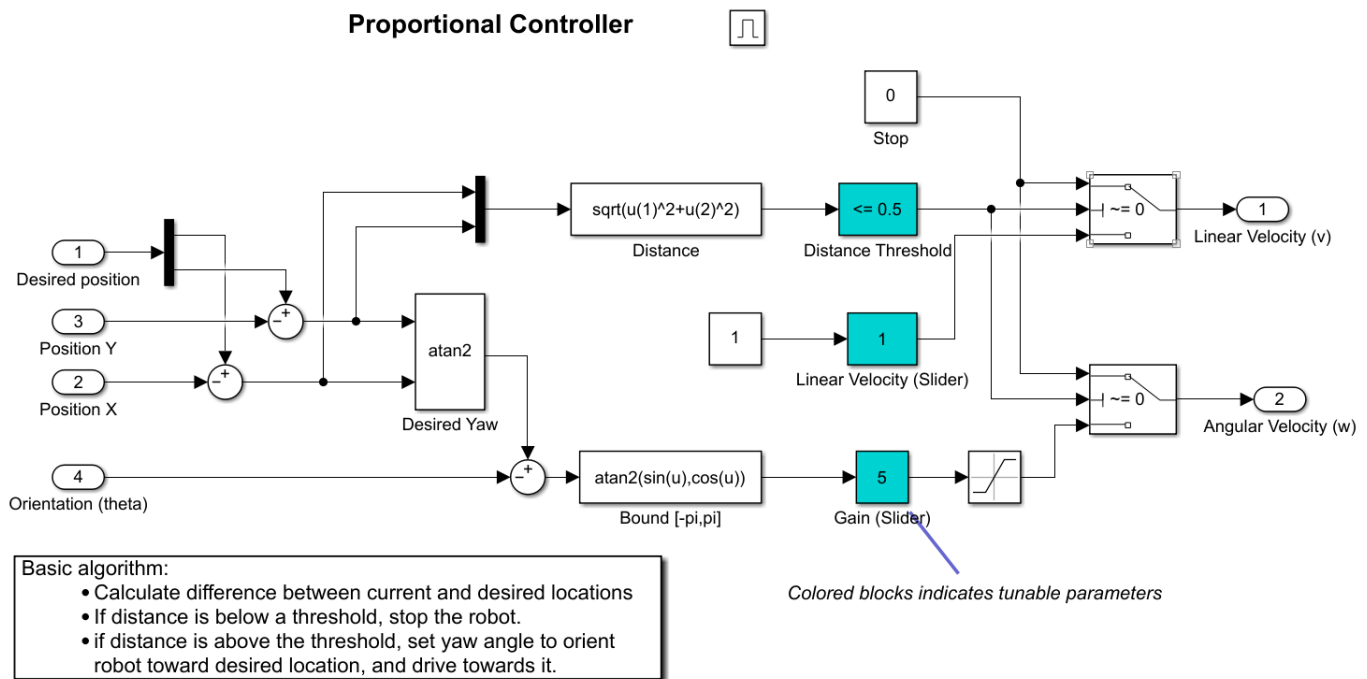 Proportional Controller
0
Stop
sqrt(u(1)^2+u(2)^2)
Distance
<= 0.5
Distance Threshold
~= 0
1
Linear Velocity (v)
1
Desired position
3
Position Y
2
Position X
− +
− +
atan2
Desired Yaw
1
1
Linear Velocity (Slider)
~= 0
2
Angular Velocity (w)
4
Orientation (theta)
− +
atan2(sin(u),cos(u))
Bound [-pi,pi]
5
Gain (Slider)
Colored blocks indicates tunable parameters
Basic algorithm:
• Calculate difference between current and desired locations
• If distance is below a threshold, stop the robot.
• if distance is above the threshold, set yaw angle to orient
robot toward desired location, and drive towards it.